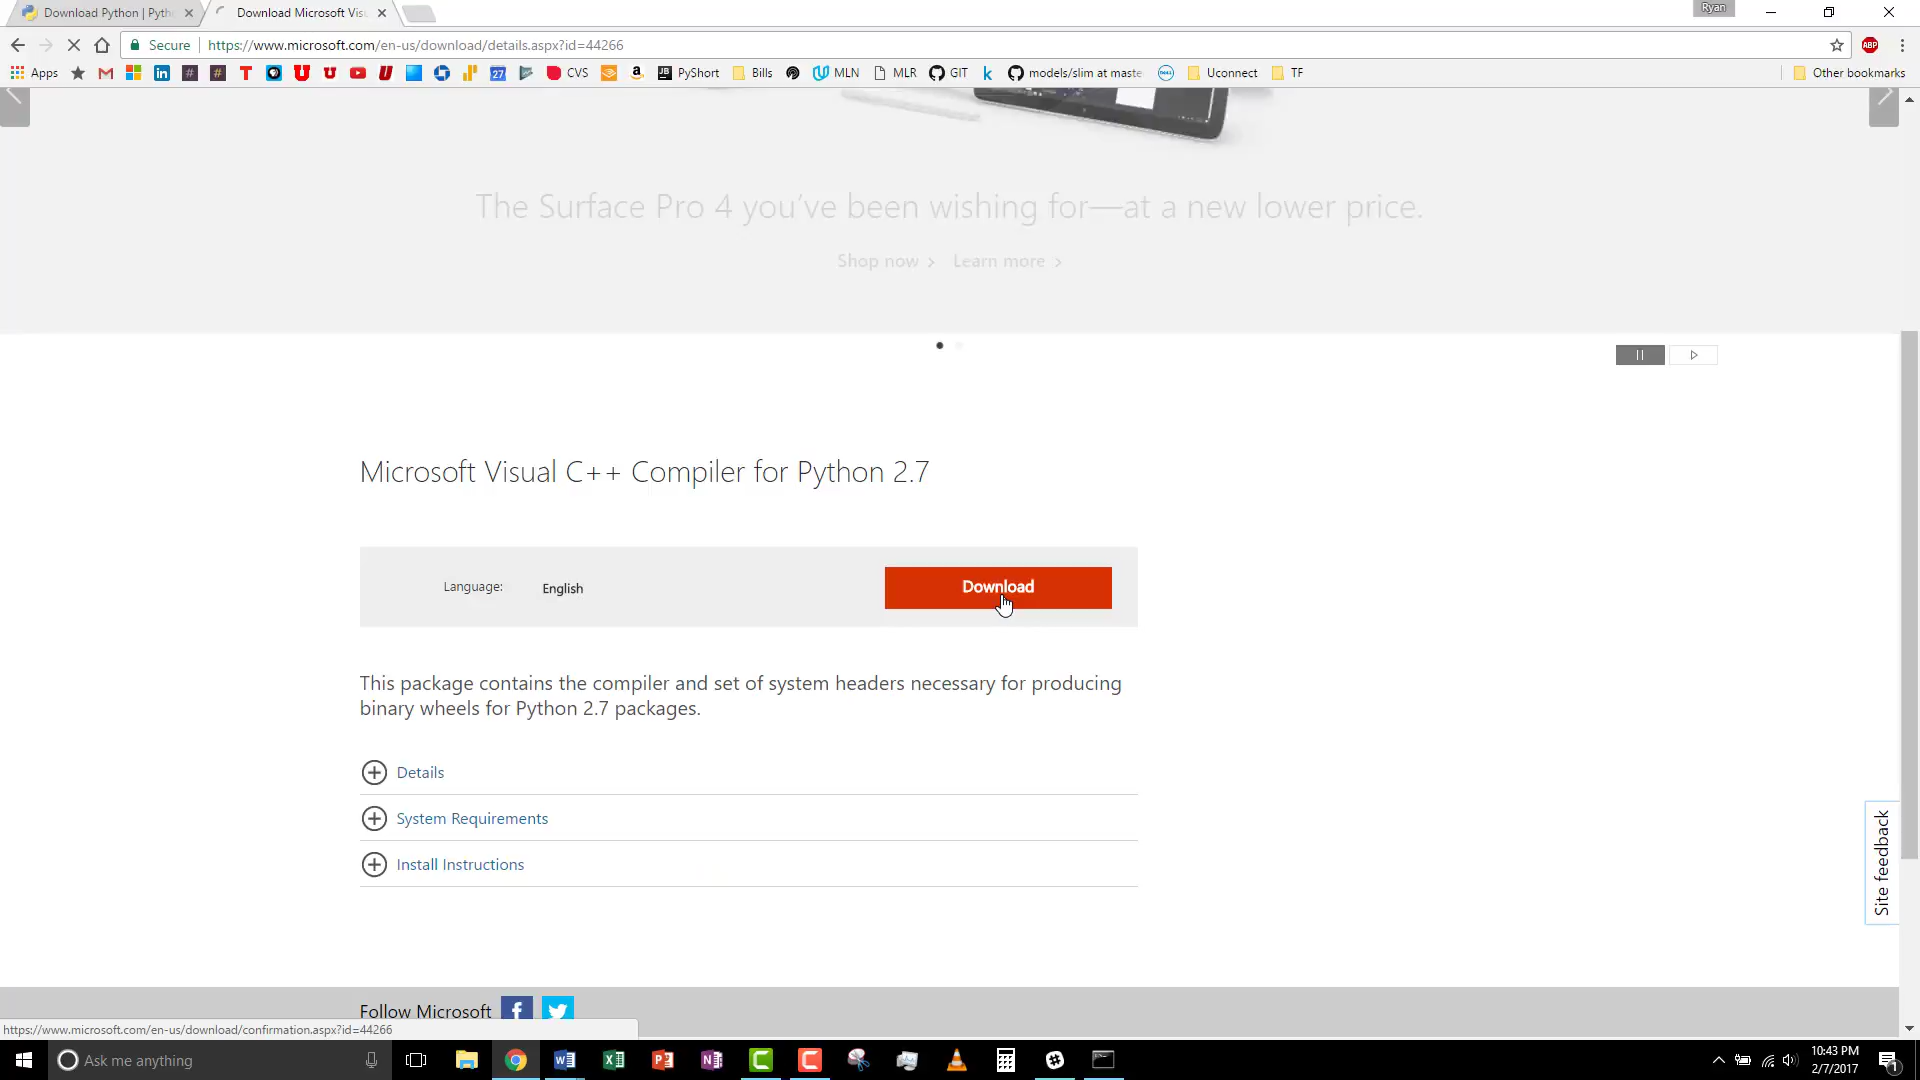 Download Python | Pyth
Download Microsoft Visu
Ryan
Secure
https://www.microsoft.com/en-us/download/details.aspx?id=44266
ABP
Apps
27
CVS
PyShort
Bills
MLN
MLR
GIT
models/slim at maste
Uconnect
TF
Other bookmarks
The Surface Pro 4 you've been wishing for—at a new lower price.
Shop now >
Learn more >
Microsoft Visual C++ Compiler for Python 2.7
Language:
English
Download
This package contains the compiler and set of system headers necessary for producing
binary wheels for Python 2.7 packages.
Details
System Requirements
Install Instructions
Site feedback
Follow Microsoft
https://www.microsoft.com/en-us/download/confirmation.aspx?id=44266
Ask me anything
10:43 PM
2/7/2017